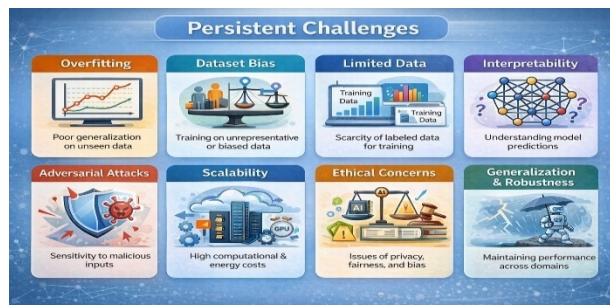 Persistent Challenges
Overfitting
Poor generalization
on unseen data
Dataset Bias
Training on unrepresentative
or biased data
Limited Data
Training
Data
Training
Data
Scarcity of labeled data
for training
Interpretability
? ?
?
Understanding model
predictions
Adversarial Attacks
Sensitivity to malicious
inputs
Scalability
GPU
High computational &
energy costs
Ethical Concerns
AI
AI
Issues of privacy,
fairness, and bias
Generalization
& Robustness
Maintaining performance
across domains